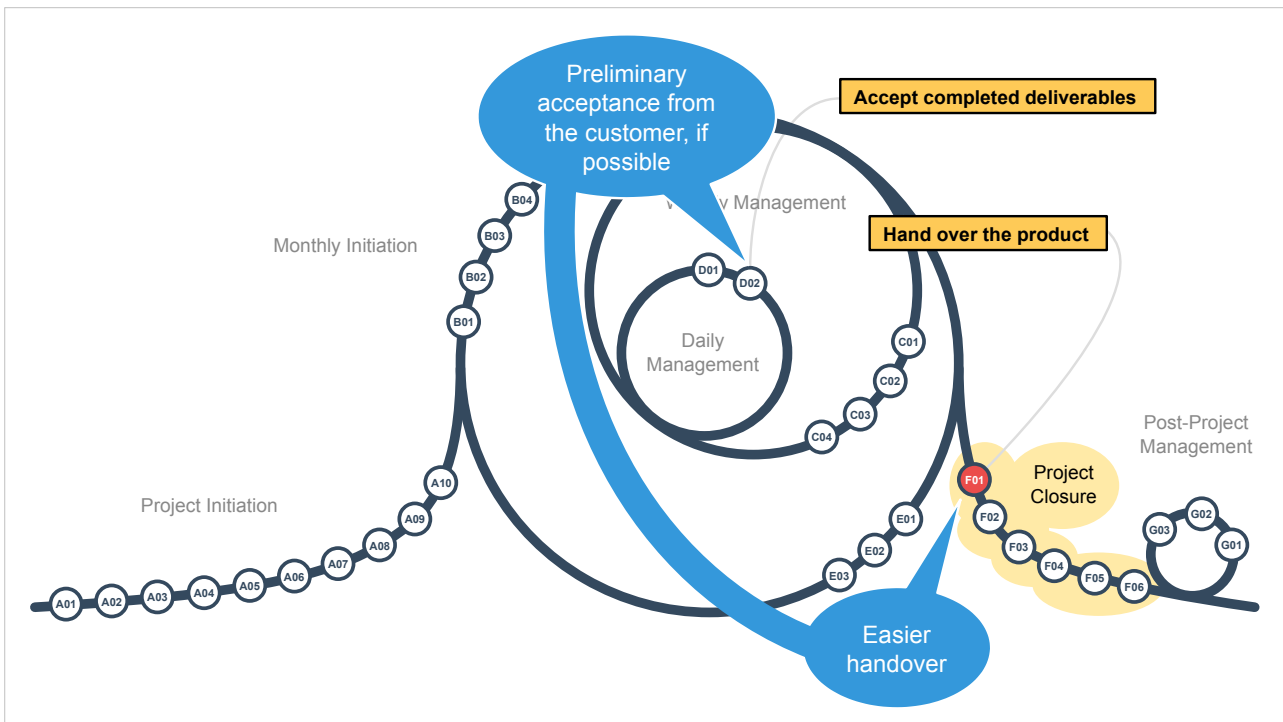 Preliminary
acceptance from
the customer, if
possible
Accept completed deliverables
Management
Hand over the product
Monthly Initiation
B04
B03
B02
B01
D01
D02
Daily
Management
C01
C02
C03
C04
Post-Project
Management
Project
Closure
Project Initiation
A10
A09
A08
A07
A06
A05
A04
A03
A02
A01
E01
E02
E03
F01
F02
F03
F04
F05
F06
G03
G02
G01
Easier
handover